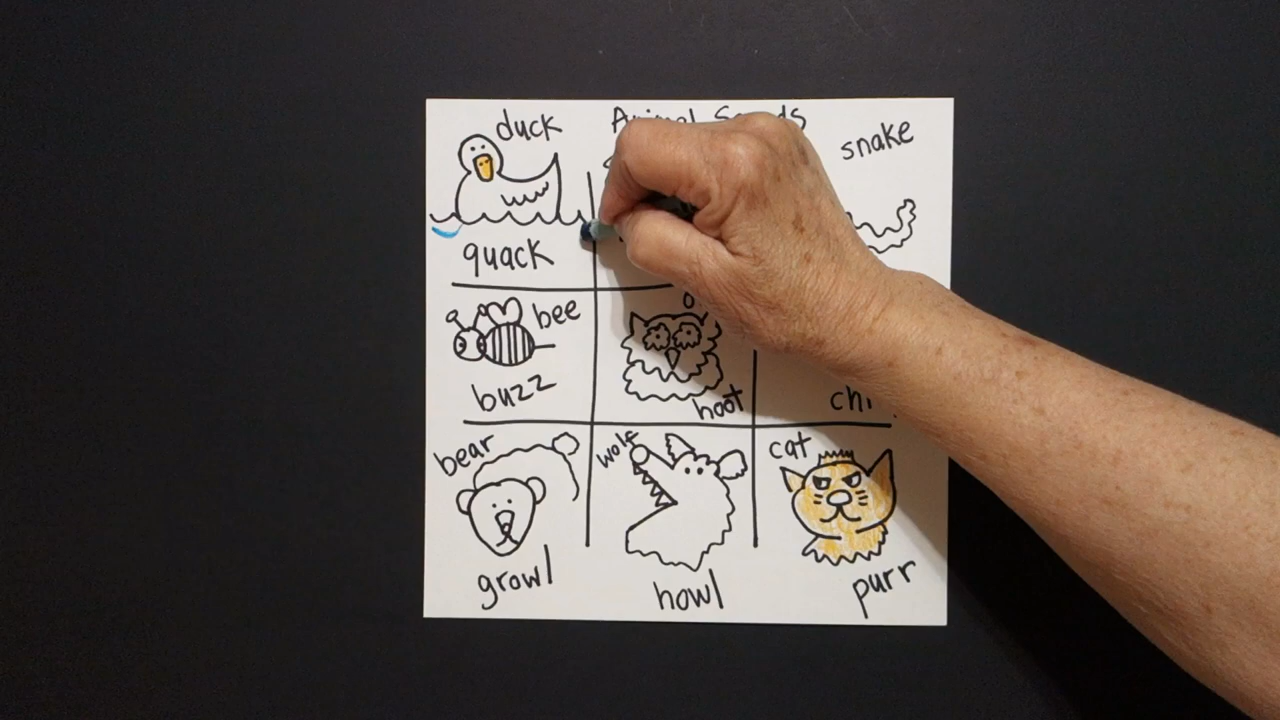 duck
snake
quack
bee
buzz
hoot
bear
growl
wolf
howl
cat
purr